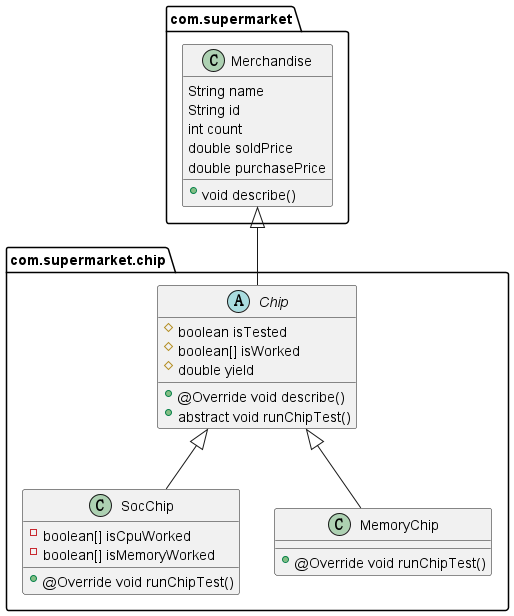 com.supermarket
C Merchandise
String name
String id
int count
double soldPrice
double purchasePrice
void describe()
com.supermarket.chip
A Chip
boolean isTested
boolean[] isWorked
double yield
@Override void describe()
abstract void runChipTest()
C SocChip
boolean[] isCpuWorked
boolean[] isMemoryWorked
@Override void runChipTest()
C MemoryChip
@Override void runChipTest()